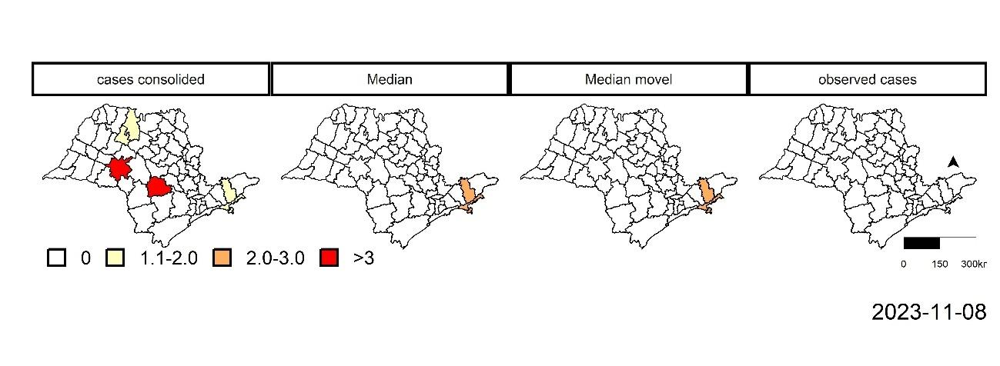 cases consolided Median Median movel observed cases
0 1.1-2.0 2.0-3.0 >3
0 150 300kr
2023-11-08